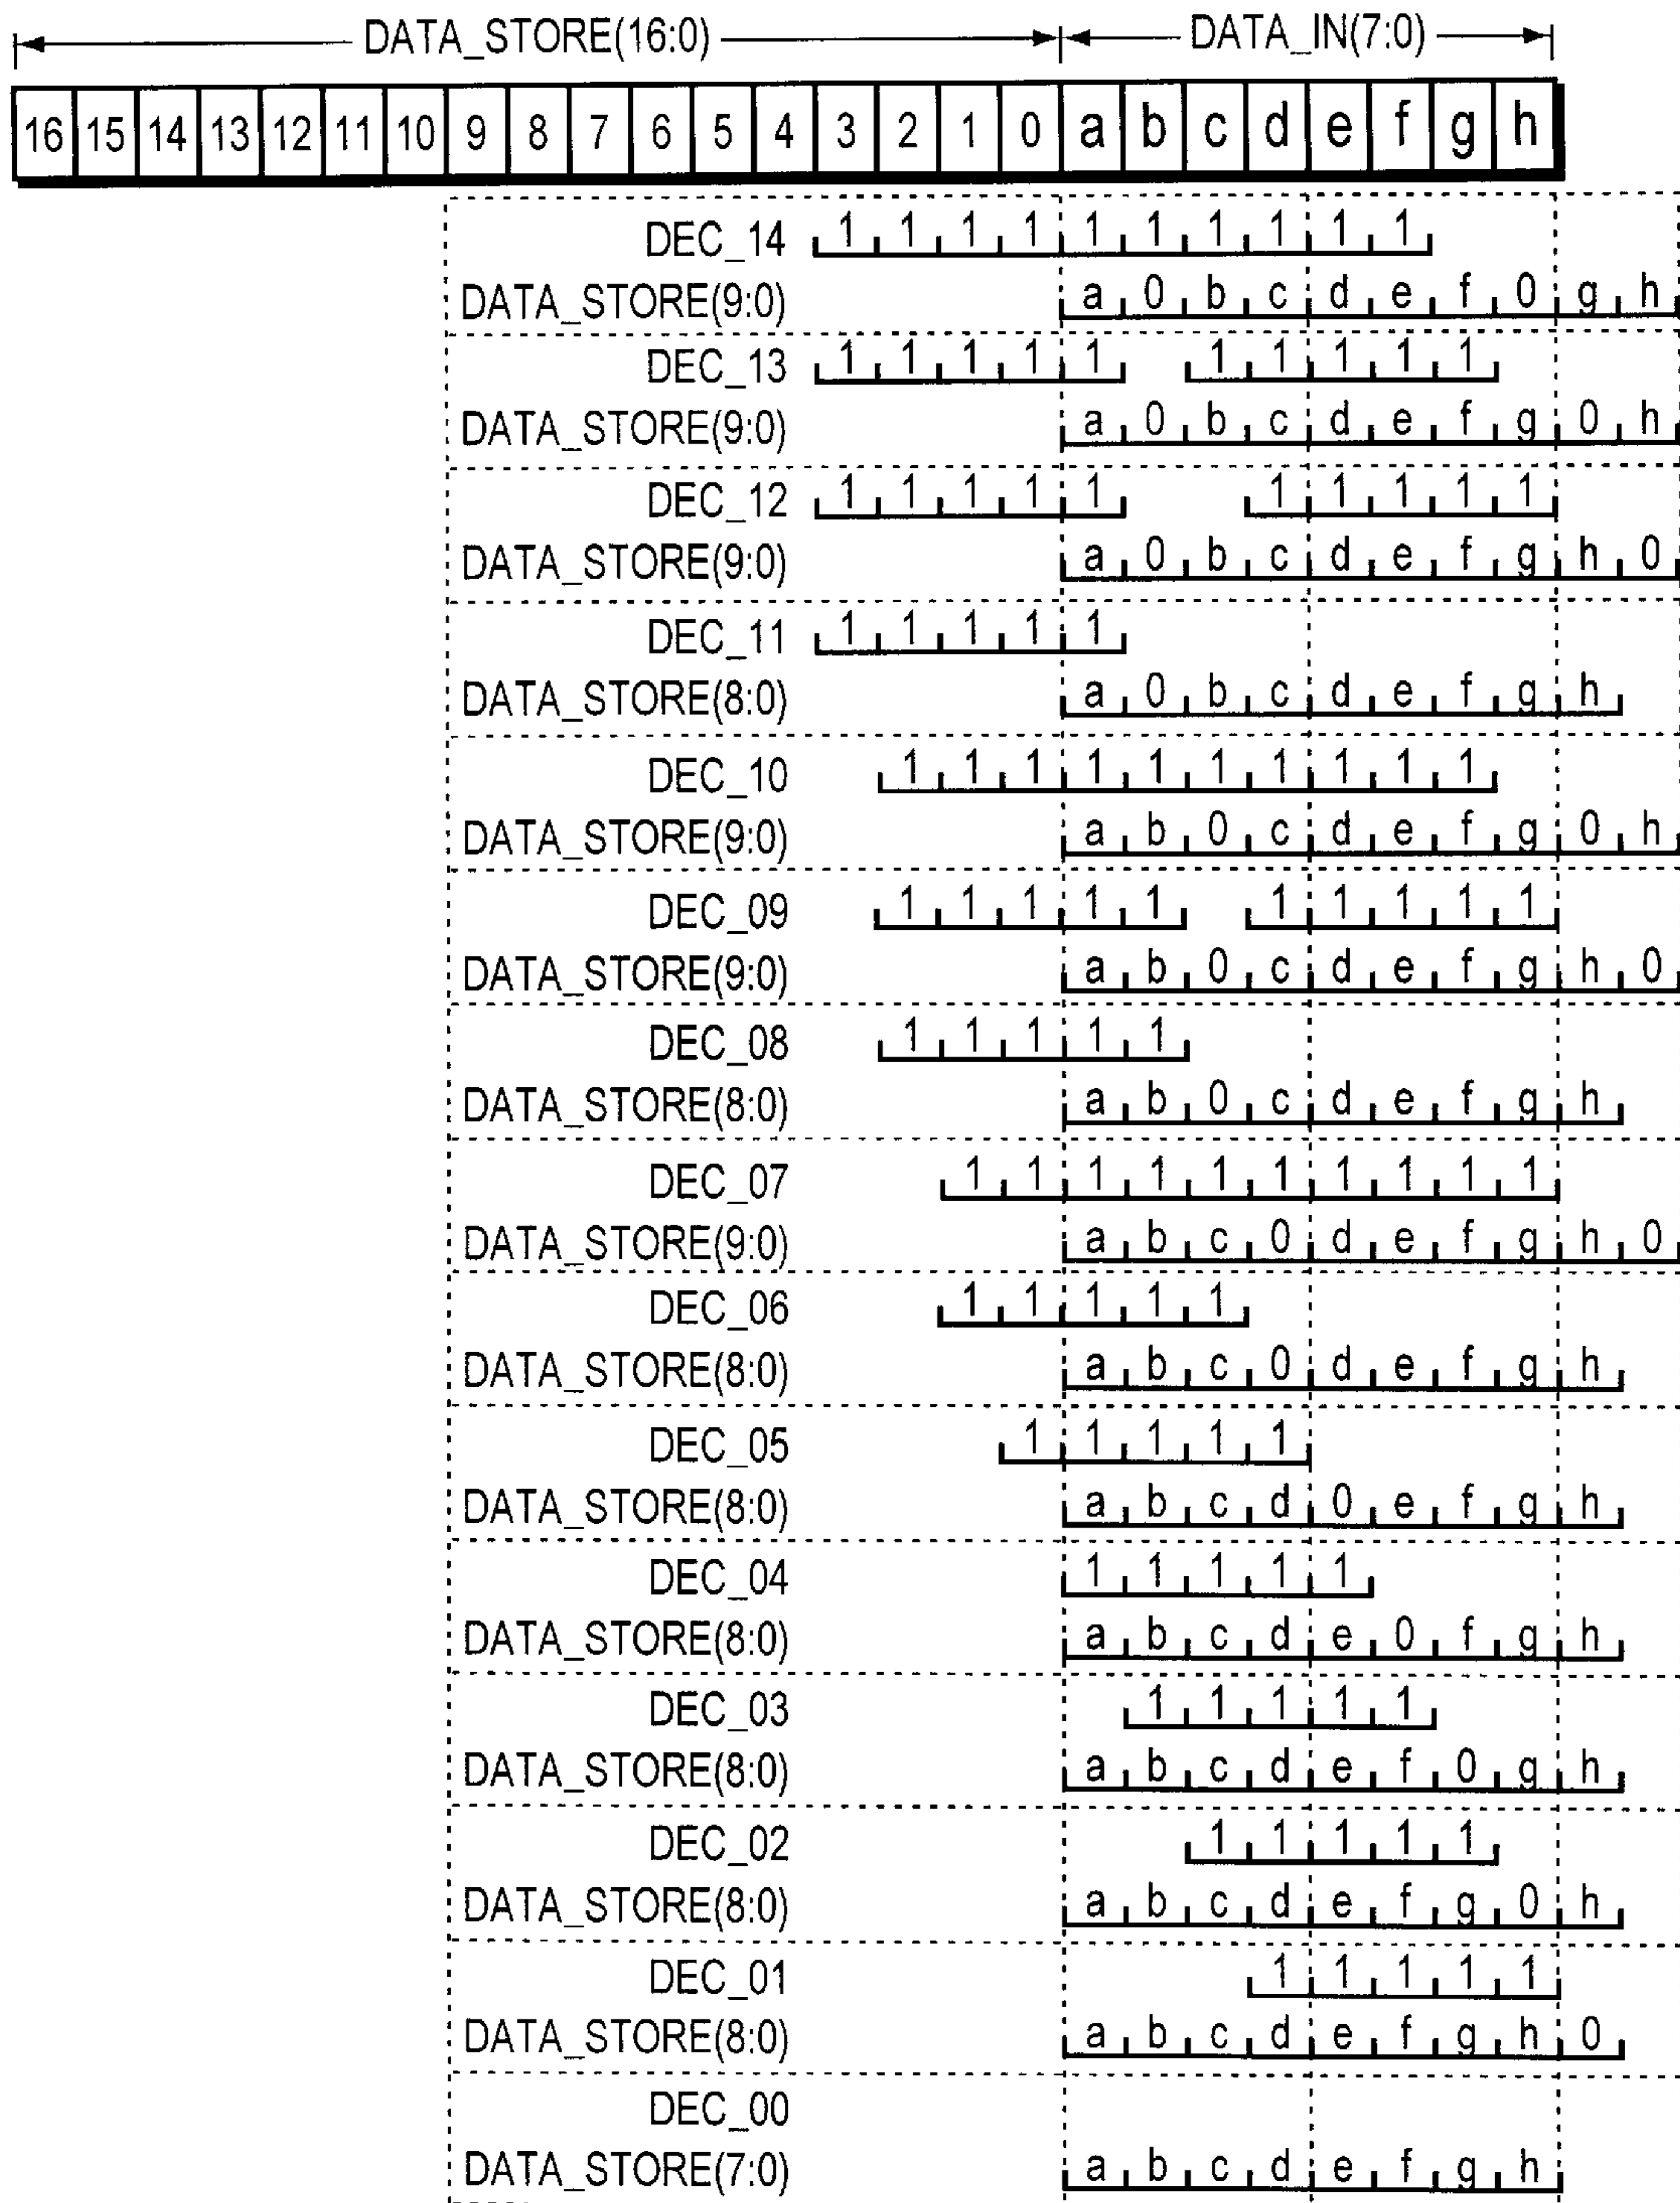 DATA_STORE(16:0) DATA_IN(7:0)
16 15 14 13 12 11 10 9 8 7 6 5 4 3 2 1 0 a b c d e f g h
DEC_14 1 1 1 1 1 1 1 1 1 1
DATA_STORE(9:0) a 0 b c d e f 0 g h
DEC_13 1 1 1 1 1 1 1 1 1 1
DATA_STORE(9:0) a 0 b c d e f g 0 h
DEC_12 1 1 1 1 1 1 1 1 1 1
DATA_STORE(9:0) a 0 b c d e f g h 0
DEC_11 1 1 1 1 1
DATA_STORE(8:0) a 0 b c d e f g h
DEC_10 1 1 1 1 1 1 1 1 1 1
DATA_STORE(9:0) a b 0 c d e f g 0 h
DEC_09 1 1 1 1 1 1 1 1 1 1
DATA_STORE(9:0) a b 0 c d e f g h 0
DEC_08 1 1 1 1 1
DATA_STORE(8:0) a b 0 c d e f g h
DEC_07 1 1 1 1 1 1 1 1 1 1
DATA_STORE(9:0) a b c 0 d e f g h 0
DEC_06 1 1 1 1 1
DATA_STORE(8:0) a b c 0 d e f g h
DEC_05 1 1 1 1 1
DATA_STORE(8:0) a b c d 0 e f g h
DEC_04 1 1 1 1 1
DATA_STORE(8:0) a b c d e 0 f g h
DEC_03 1 1 1 1 1
DATA_STORE(8:0) a b c d e f 0 g h
DEC_02 1 1 1 1 1
DATA_STORE(8:0) a b c d e f g 0 h
DEC_01 1 1 1 1 1
DATA_STORE(8:0) a b c d e f g h 0
DEC_00
DATA_STORE(7:0) a b c d e f g h